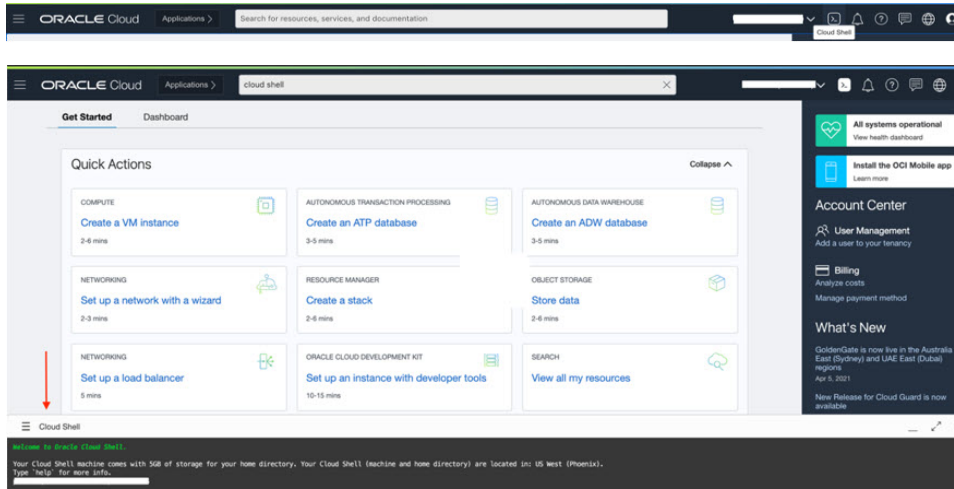 ORACLE Cloud Applications > Search for resources, services, and documentation
Cloud Shell
ORACLE Cloud Applications > cloud shell
Get Started Dashboard
Quick Actions Collapse
COMPUTE
Create a VM instance
2-6 mins
AUTONOMOUS TRANSACTION PROCESSING
Create an ATP database
3-5 mins
AUTONOMOUS DATA WAREHOUSE
Create an ADW database
3-5 mins
NETWORKING
Set up a network with a wizard
2-3 mins
RESOURCE MANAGER
Create a stack
2-6 mins
OBJECT STORAGE
Store data
2-6 mins
NETWORKING
Set up a load balancer
5 mins
ORACLE CLOUD DEVELOPMENT KIT
Set up an instance with developer tools
10-15 mins
SEARCH
View all my resources
All systems operational
View health dashboard
Install the OCI Mobile app
Learn more
Account Center
User Management
Add a user to your tenancy
Billing
Analyze costs
Manage payment method
What's New
GoldenGate is now live in the Australia
East (Sydney) and UAE East (Dubai)
regions
Apr 5, 2021
New Release for Cloud Guard is now
available
Cloud Shell
Welcome to Oracle Cloud Shell.
Your Cloud Shell machine comes with 5GB of storage for your home directory. Your Cloud Shell (machine and home directory) are located in: US West (Phoenix).
Type `help` for more info.